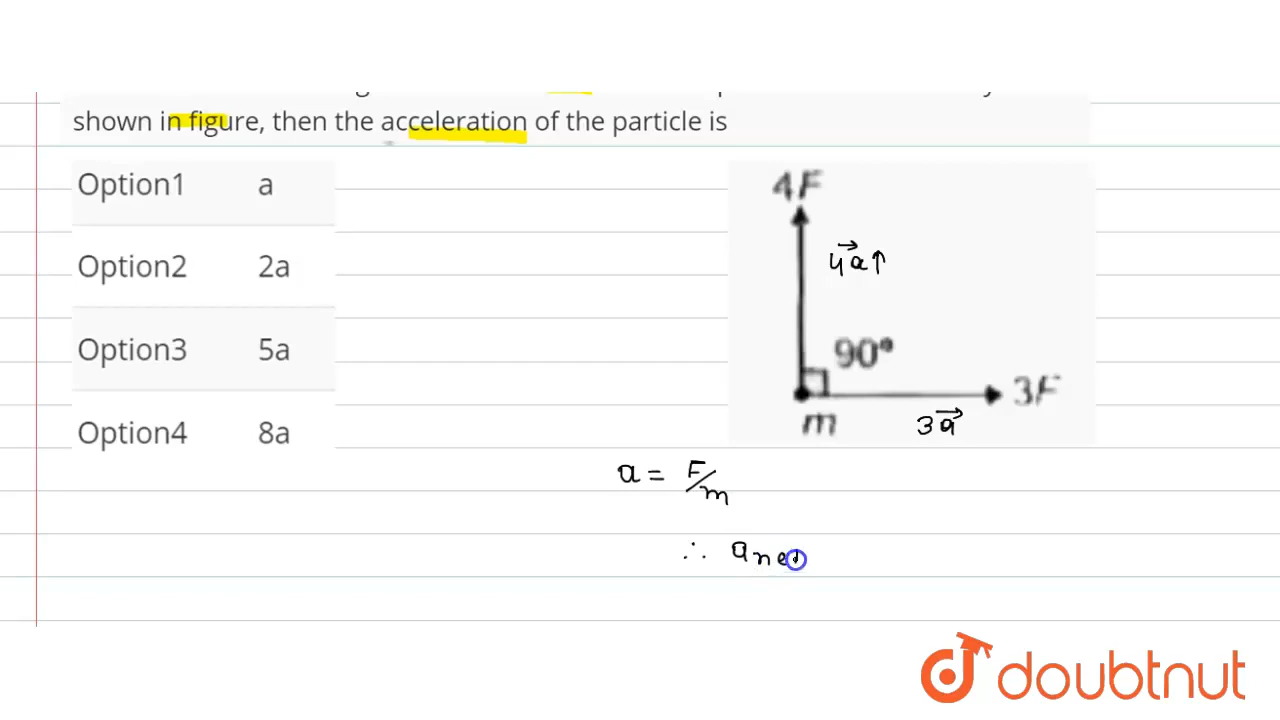 shown in figure, then the acceleration of the particle is
Option1 a
Option2 2a
Option3 5a
Option4 8a
4F
4a↑
90°
3F
m
3a
a = F/m
∴ anet
doubtnut